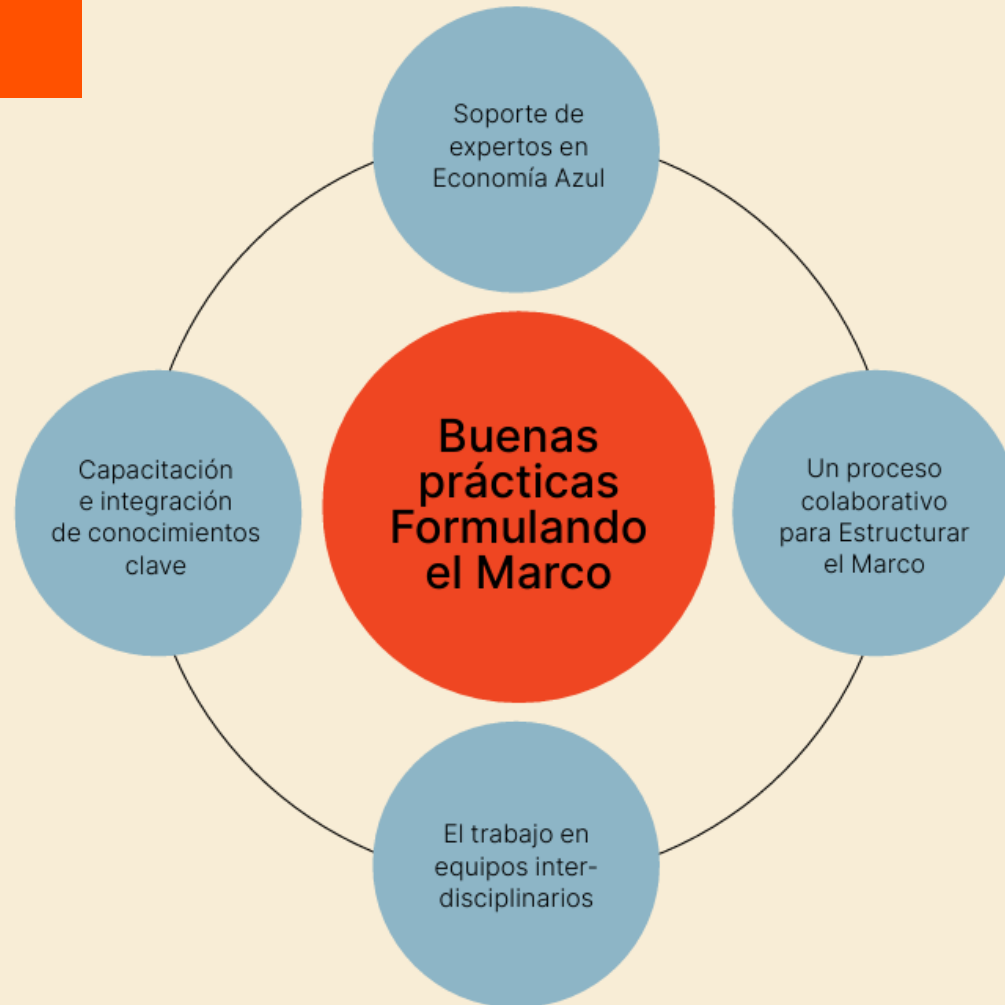 Soporte de
expertos en
Economía Azul
Buenas
prácticas
Formulando
el Marco
Capacitación
e integración
de conocimientos
clave
Un proceso
colaborativo
para Estructurar
el Marco
El trabajo en
equipos inter-
disciplinarios